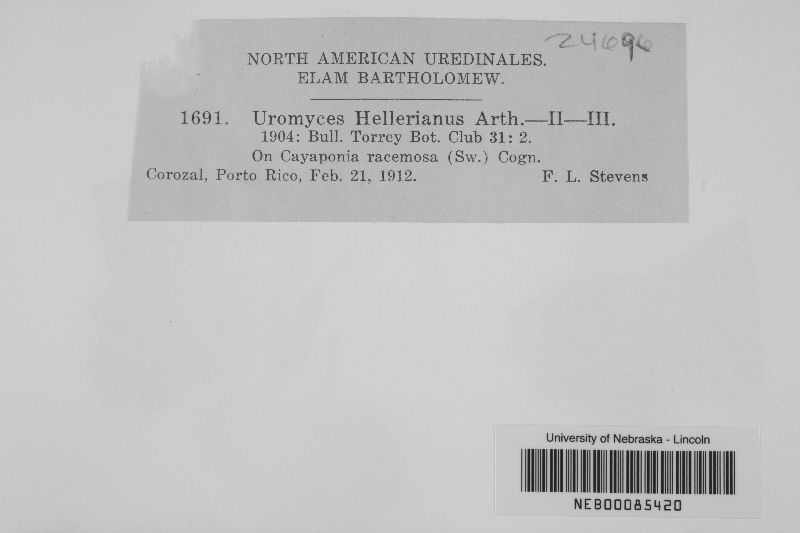 24696
NORTH AMERICAN UREDINALES.
ELAM BARTHOLOMEW.
1691. Uromyces Hellerianus Arth.—II—III.
1904: Bull. Torrey Bot. Club 31: 2.
On Cayaponia racemosa (Sw.) Cogn.
Corozal, Porto Rico, Feb. 21, 1912. F. L. Stevens
University of Nebraska - Lincoln
NEB00085420